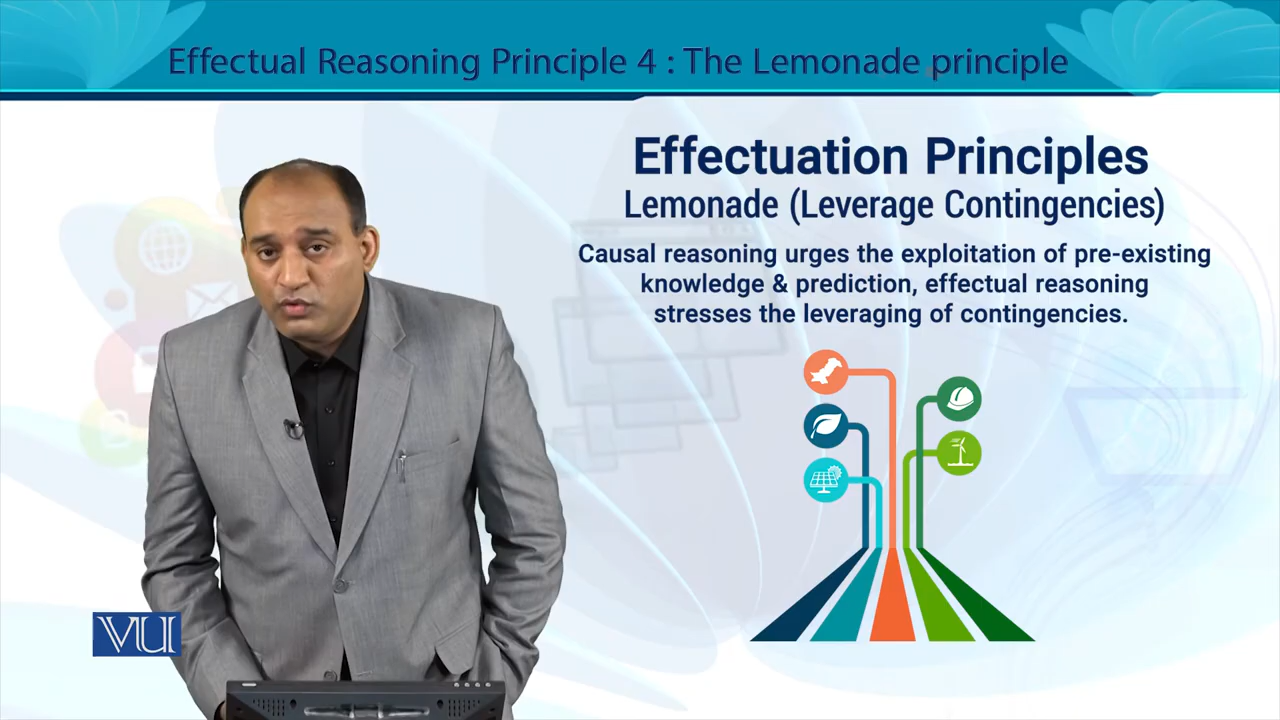 Effectual Reasoning Principle 4 : The Lemonade principle
Effectuation Principles
Lemonade (Leverage Contingencies)
Causal reasoning urges the exploitation of pre-existing
knowledge & prediction, effectual reasoning
stresses the leveraging of contingencies.
VU